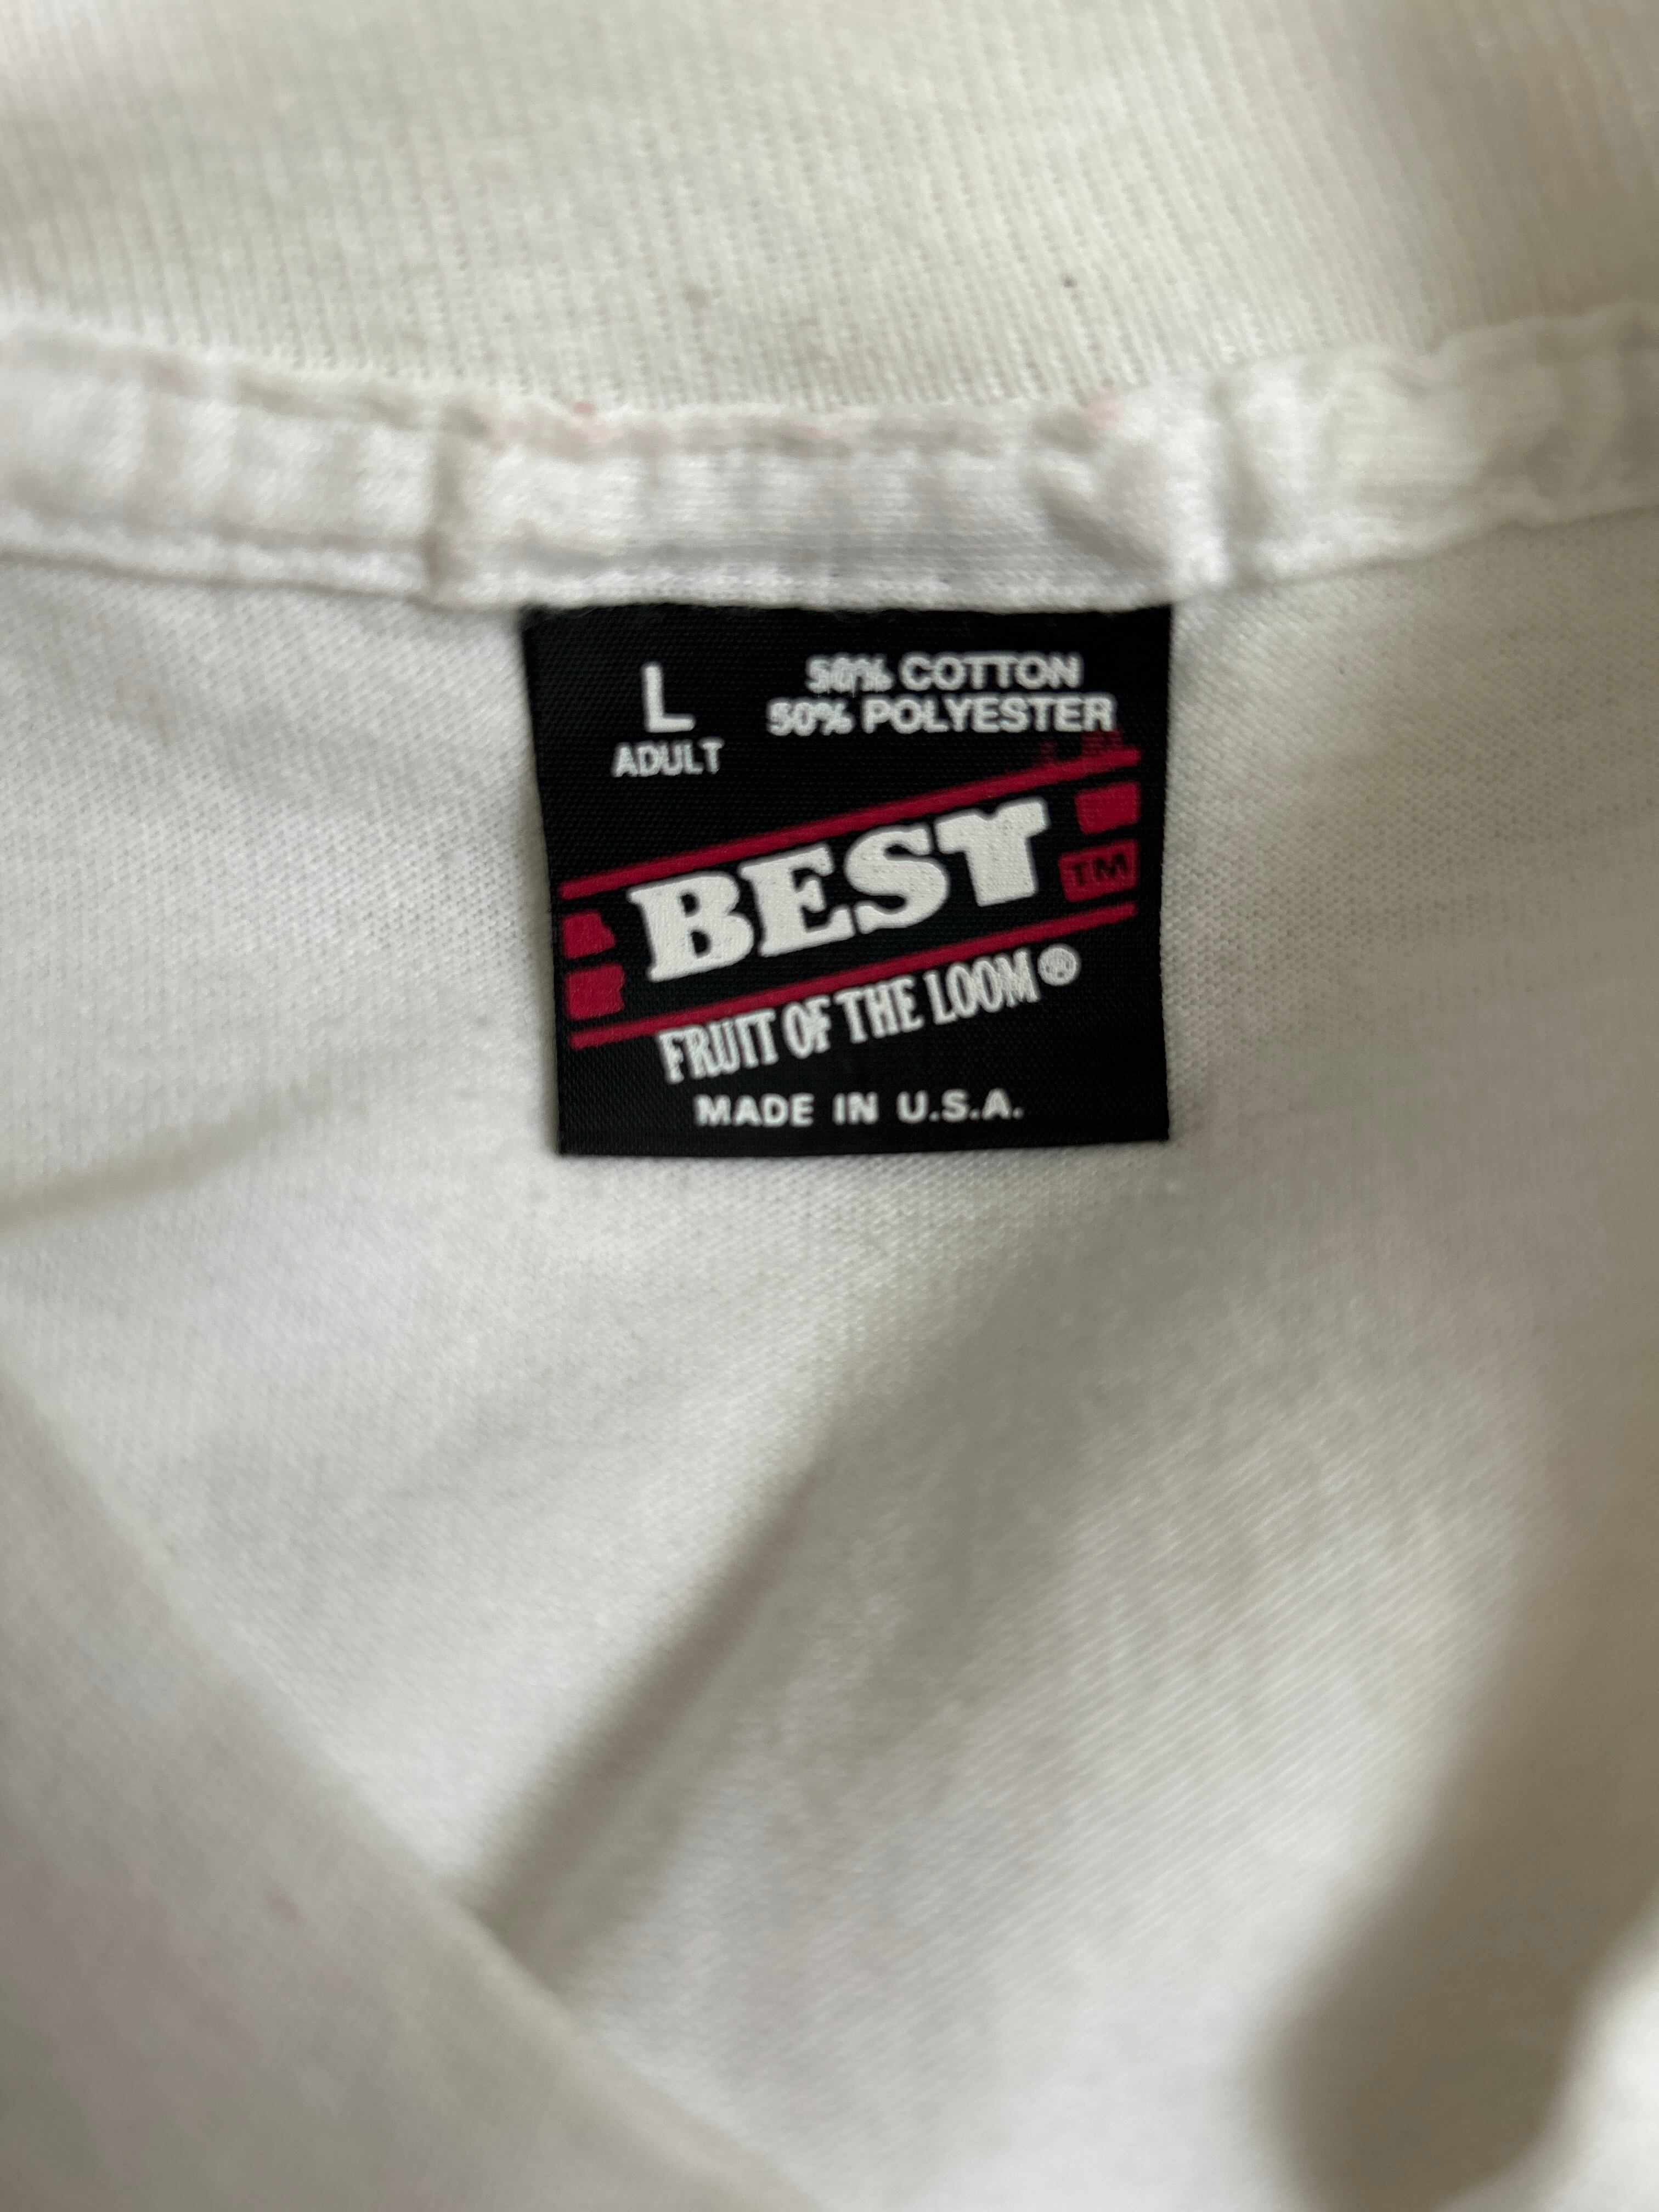 L
ADULT
50% COTTON
50% POLYESTER
BEST
TM
FRUIT OF THE LOOM®
MADE IN U.S.A.